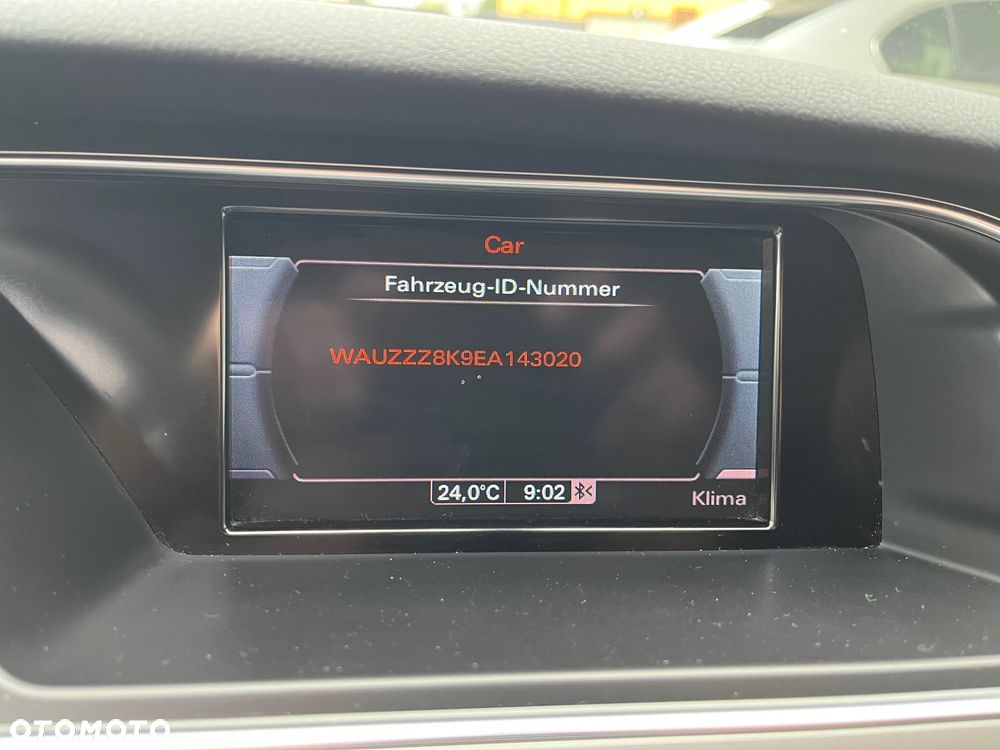 Car
Fahrzeug-ID-Nummer
WAUZZZ8K9EA143020
24,0°C 9:02
Klima
OTOMOTO